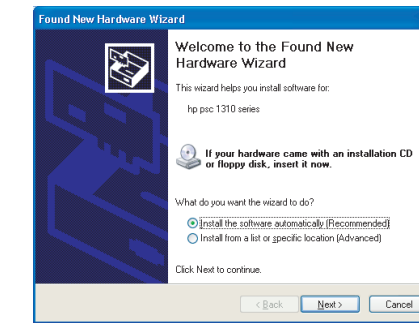 Found New Hardware Wizard
Welcome to the Found New
Hardware Wizard
This wizard helps you install software for:
hp psc 1310 series
If your hardware came with an installation CD
or floppy disk, insert it now.
What do you want the wizard to do?
Install the software automatically (Recommended)
Install from a list or specific location (Advanced)
Click Next to continue.
< Back Next > Cancel